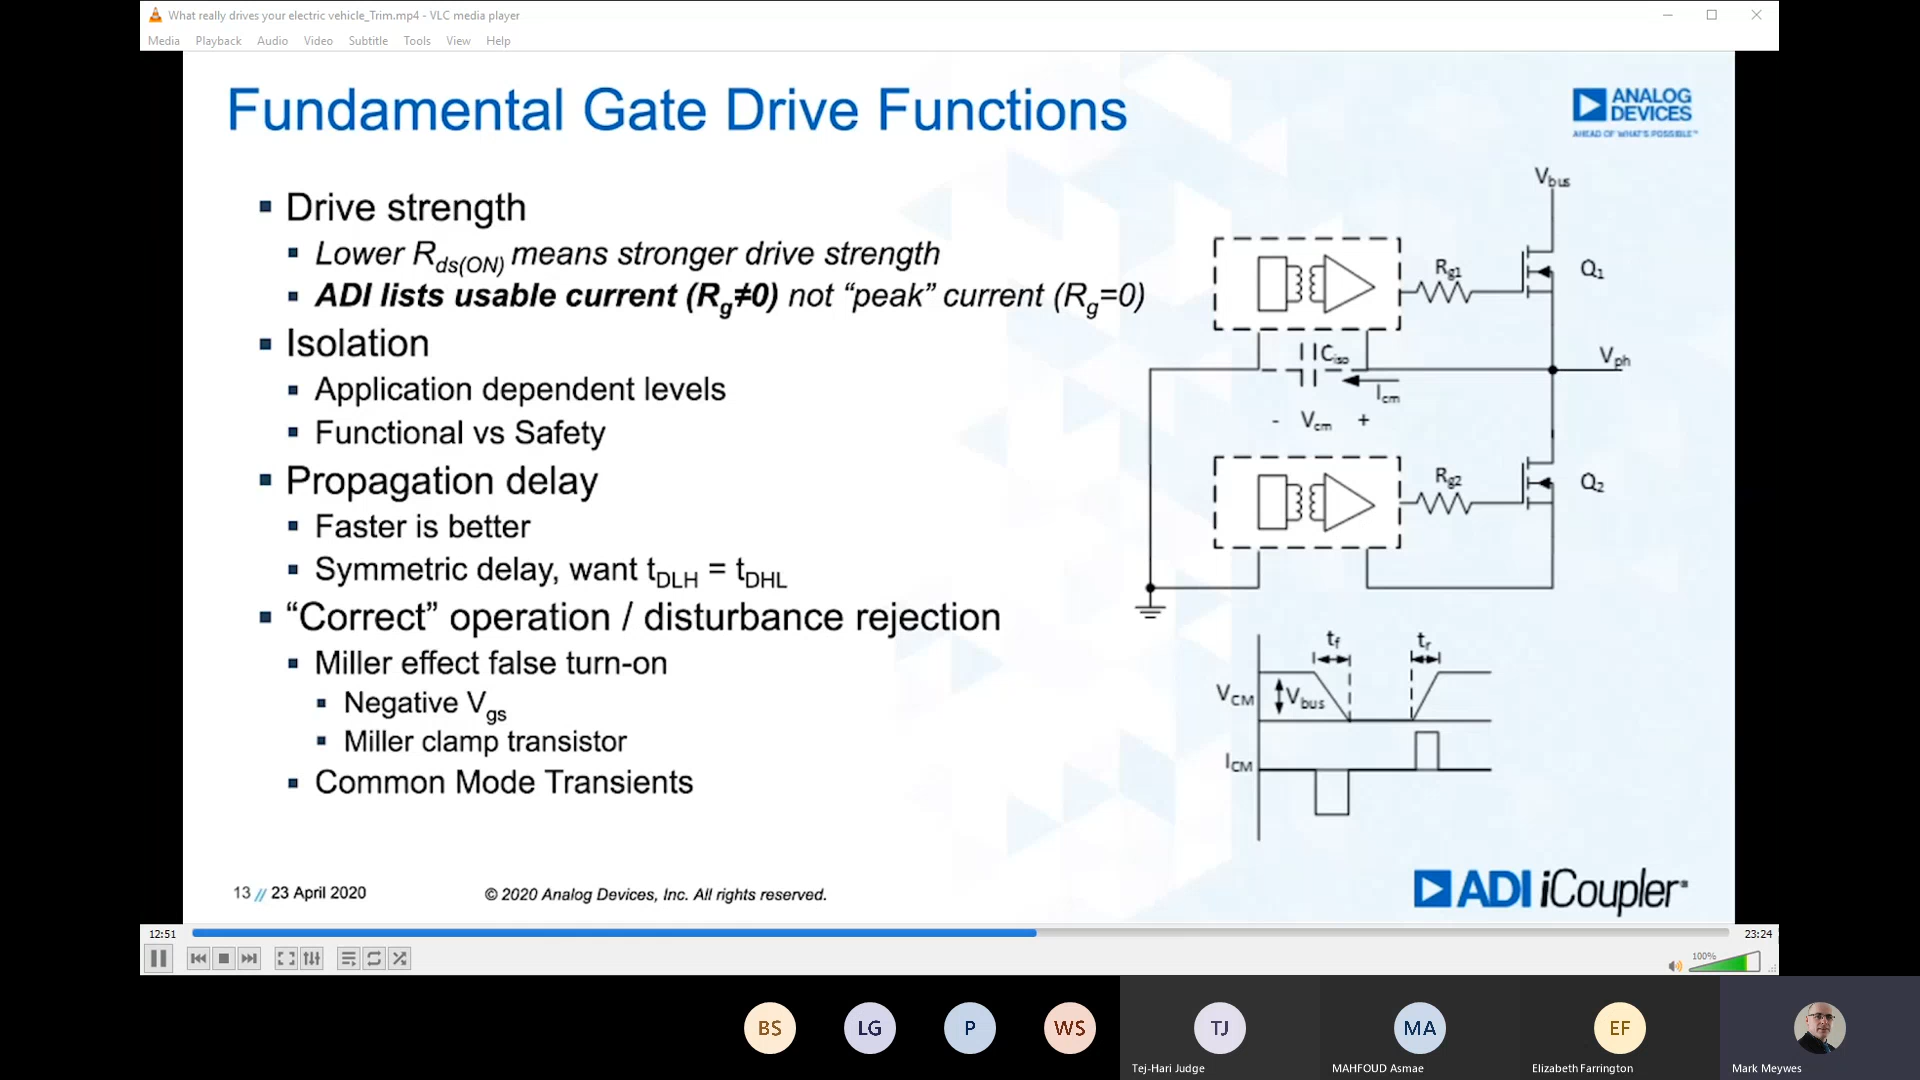 What really drives your electric vehicle_Trim.mp4 - VLC media player
Media Playback Audio Video Subtitle Tools View Help
Fundamental Gate Drive Functions
ANALOG
DEVICES
AHEAD OF WHAT'S POSSIBLE™
Drive strength
Lower Rds(ON) means stronger drive strength
ADI lists usable current (Rg≠0) not “peak” current (Rg=0)
Isolation
Application dependent levels
Functional vs Safety
Propagation delay
Faster is better
Symmetric delay, want tDLH = tDHL
“Correct” operation / disturbance rejection
Miller effect false turn-on
Negative Vgs
Miller clamp transistor
Common Mode Transients
Vbus
Rg1
Q1
Ciso
Vph
Icm
- Vcm +
Rg2
Q2
tf tr
VCM
Vbus
ICM
13 // 23 April 2020
© 2020 Analog Devices, Inc. All rights reserved.
ADI iCoupler®
12:51
23:24
100%
BS
LG
P
WS
TJ
MA
EF
Tej-Hari Judge
MAHFOUD Asmae
Elizabeth Farrington
Mark Meywes